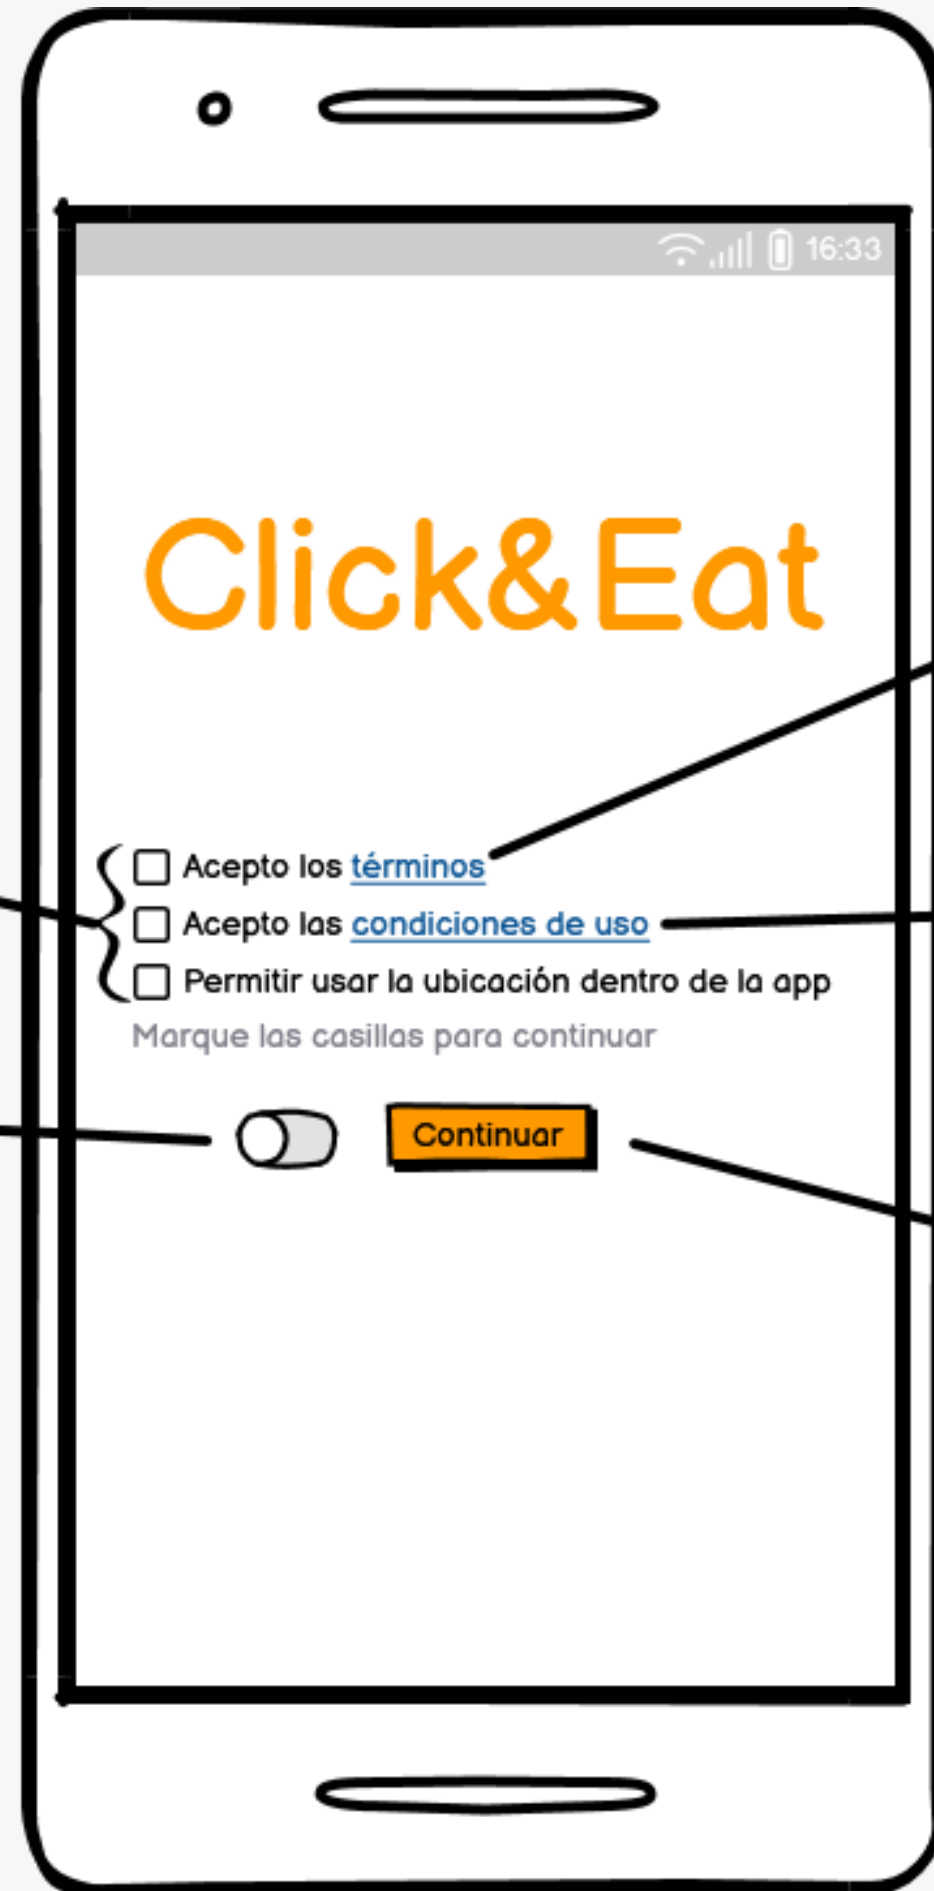 16:33
Click&Eat
Acepto los términos
Acepto las condiciones de uso
Permitir usar la ubicación dentro de la app
Marque las casillas para continuar
Continuar